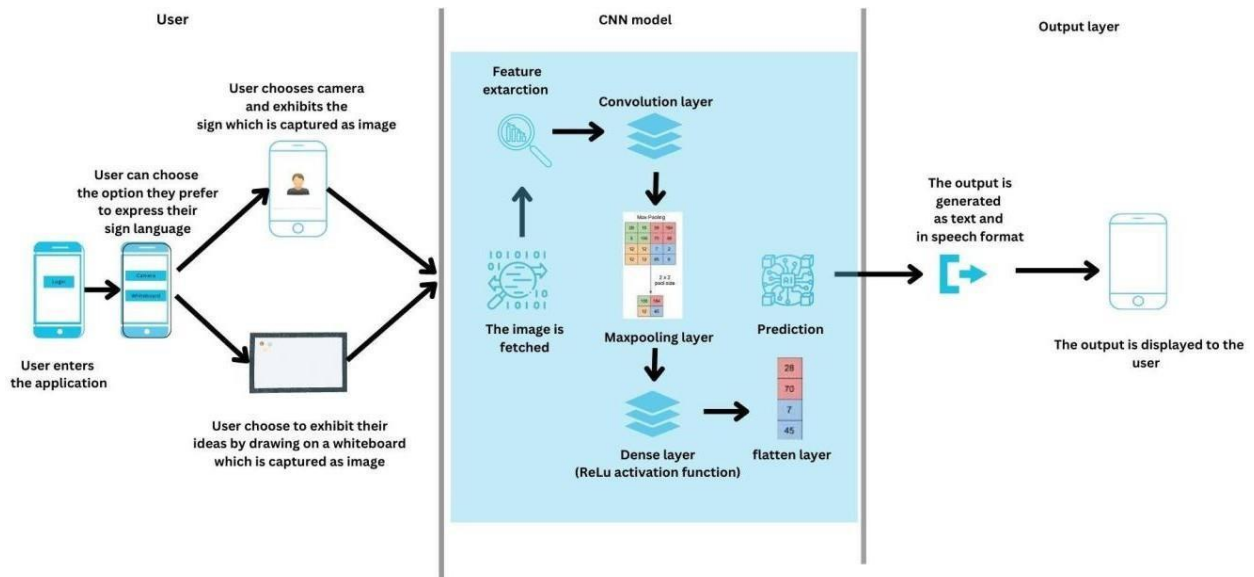 User
CNN model
Output layer
User chooses camera
and exhibits the
sign which is captured as image
User can choose
the option they prefer
to express their
sign language
Login
Camera
Whiteboard
User enters
the application
User choose to exhibit their
ideas by drawing on a whiteboard
which is captured as image
Feature
extarction
Convolution layer
1010101
10
10101
The image is
fetched
Max Pooling
2 x 2
pool size
Maxpooling layer
Dense layer
(ReLu activation function)
28
70
7
45
flatten layer
AI
Prediction
The output is
generated
as text and
in speech format
The output is displayed to the
user